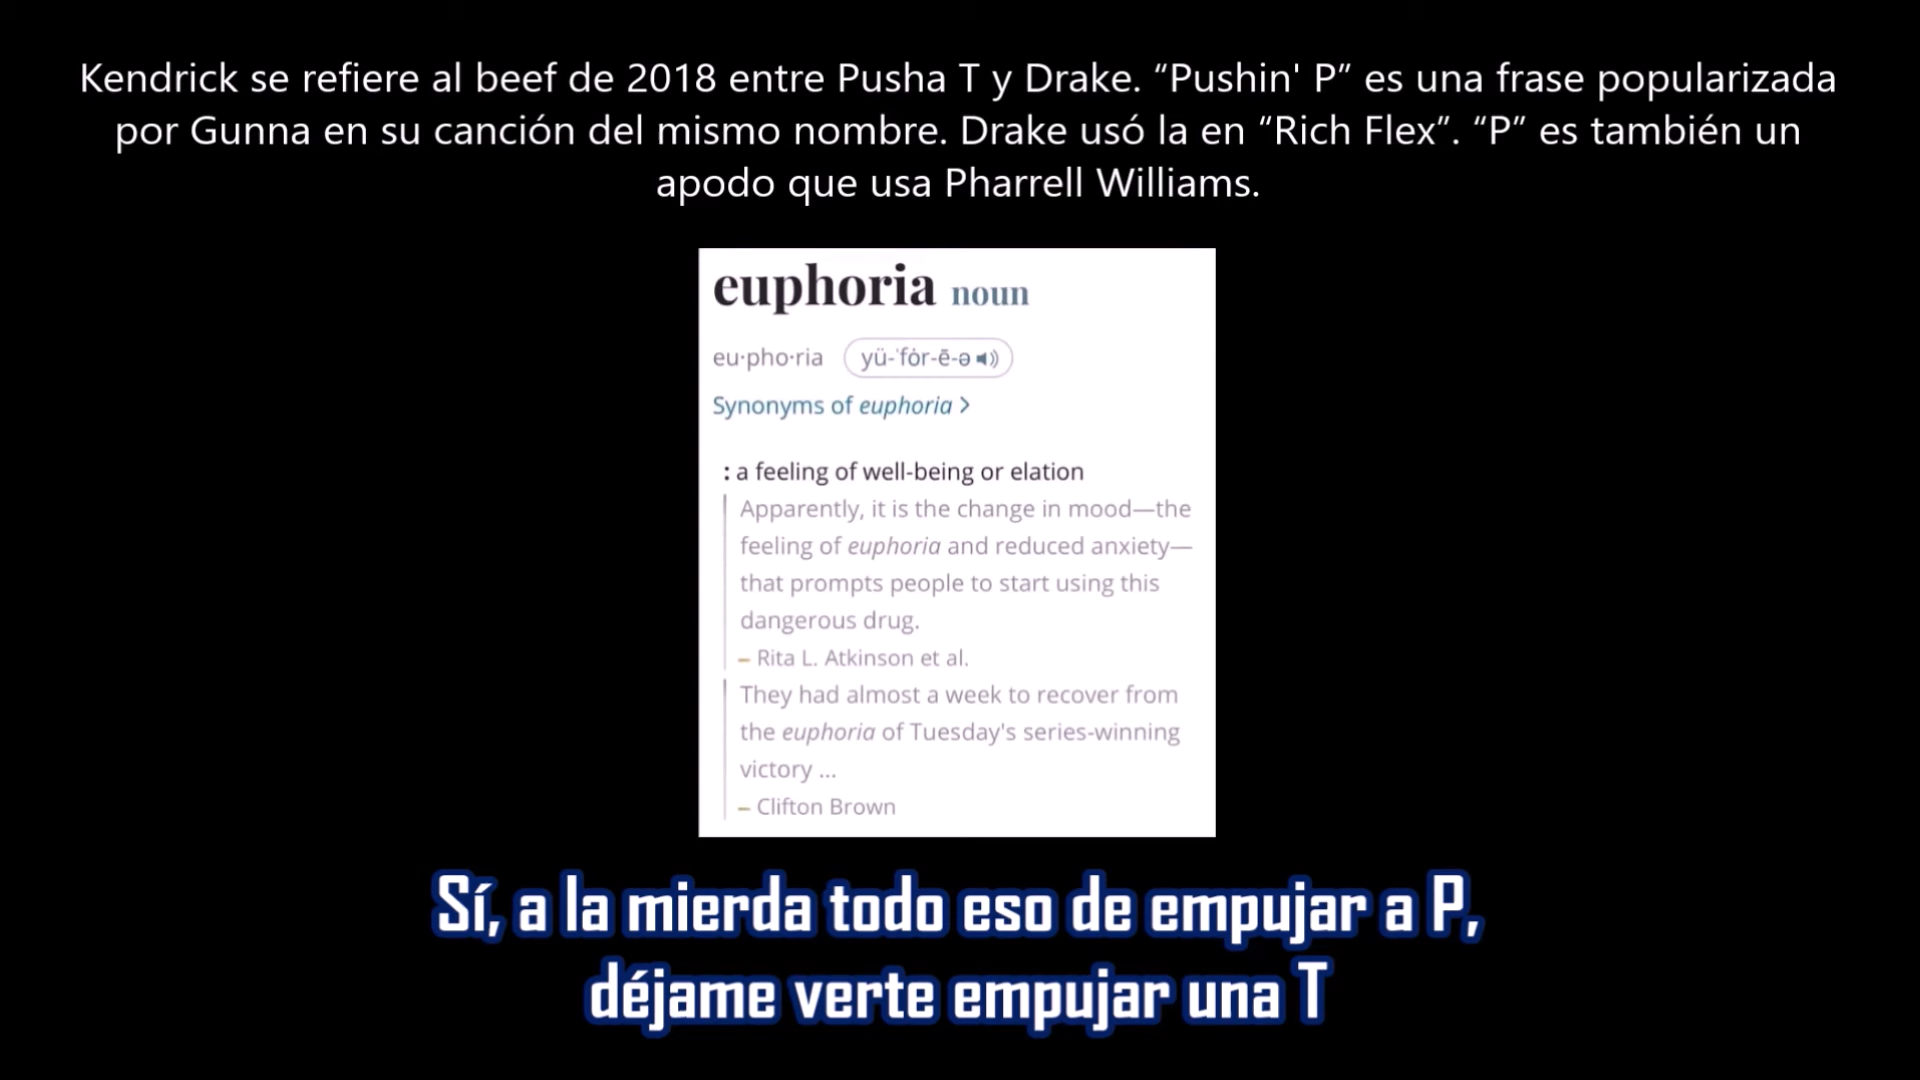 Kendrick se refiere al beef de 2018 entre Pusha T y Drake. “Pushin' P” es una frase popularizada
por Gunna en su canción del mismo nombre. Drake usó la en “Rich Flex”. “P” es también un
apodo que usa Pharrell Williams.
euphoria noun
eu·pho·ria yü-ˈfȯr-ē-ə
Synonyms of euphoria >
: a feeling of well-being or elation
Apparently, it is the change in mood—the
feeling of euphoria and reduced anxiety—
that prompts people to start using this
dangerous drug.
– Rita L. Atkinson et al.
They had almost a week to recover from
the euphoria of Tuesday's series-winning
victory ...
– Clifton Brown
Sí, a la mierda todo eso de empujar a P,
déjame verte empujar una T